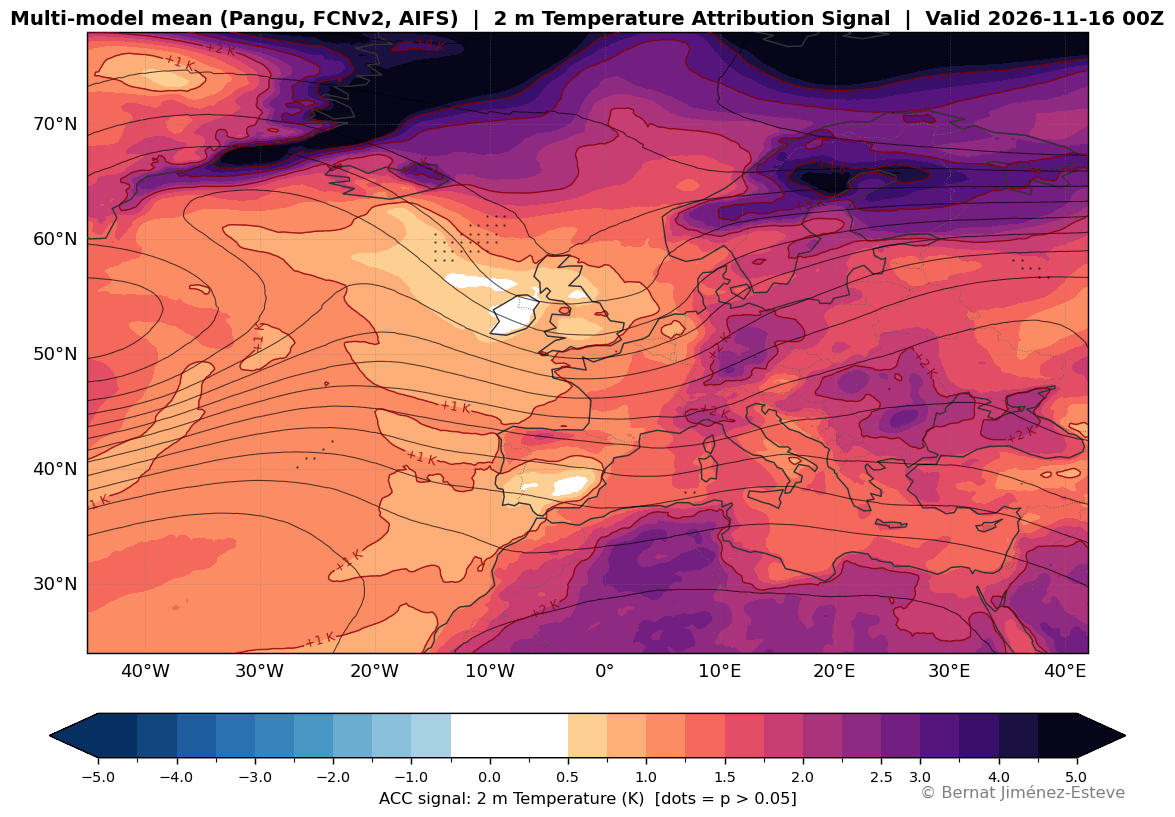 Multi-model mean (Pangu, FCNv2, AIFS) | 2 m Temperature Attribution Signal | Valid 2026-11-16 00Z
+2 K
+1 K
70°N
60°N
+1 K
50°N
+2 K
+1 K
+2 K
+2 K
40°N
+1 K
+1 K
30°N
+2 K
+1 K
40°W 30°W 20°W 10°W 0° 10°E 20°E 30°E 40°E
−5.0 −4.0 −3.0 −2.0 −1.0 0.0 0.5 1.0 1.5 2.0 2.5 3.0 4.0 5.0
ACC signal: 2 m Temperature (K) [dots = p > 0.05]
© Bernat Jiménez-Esteve